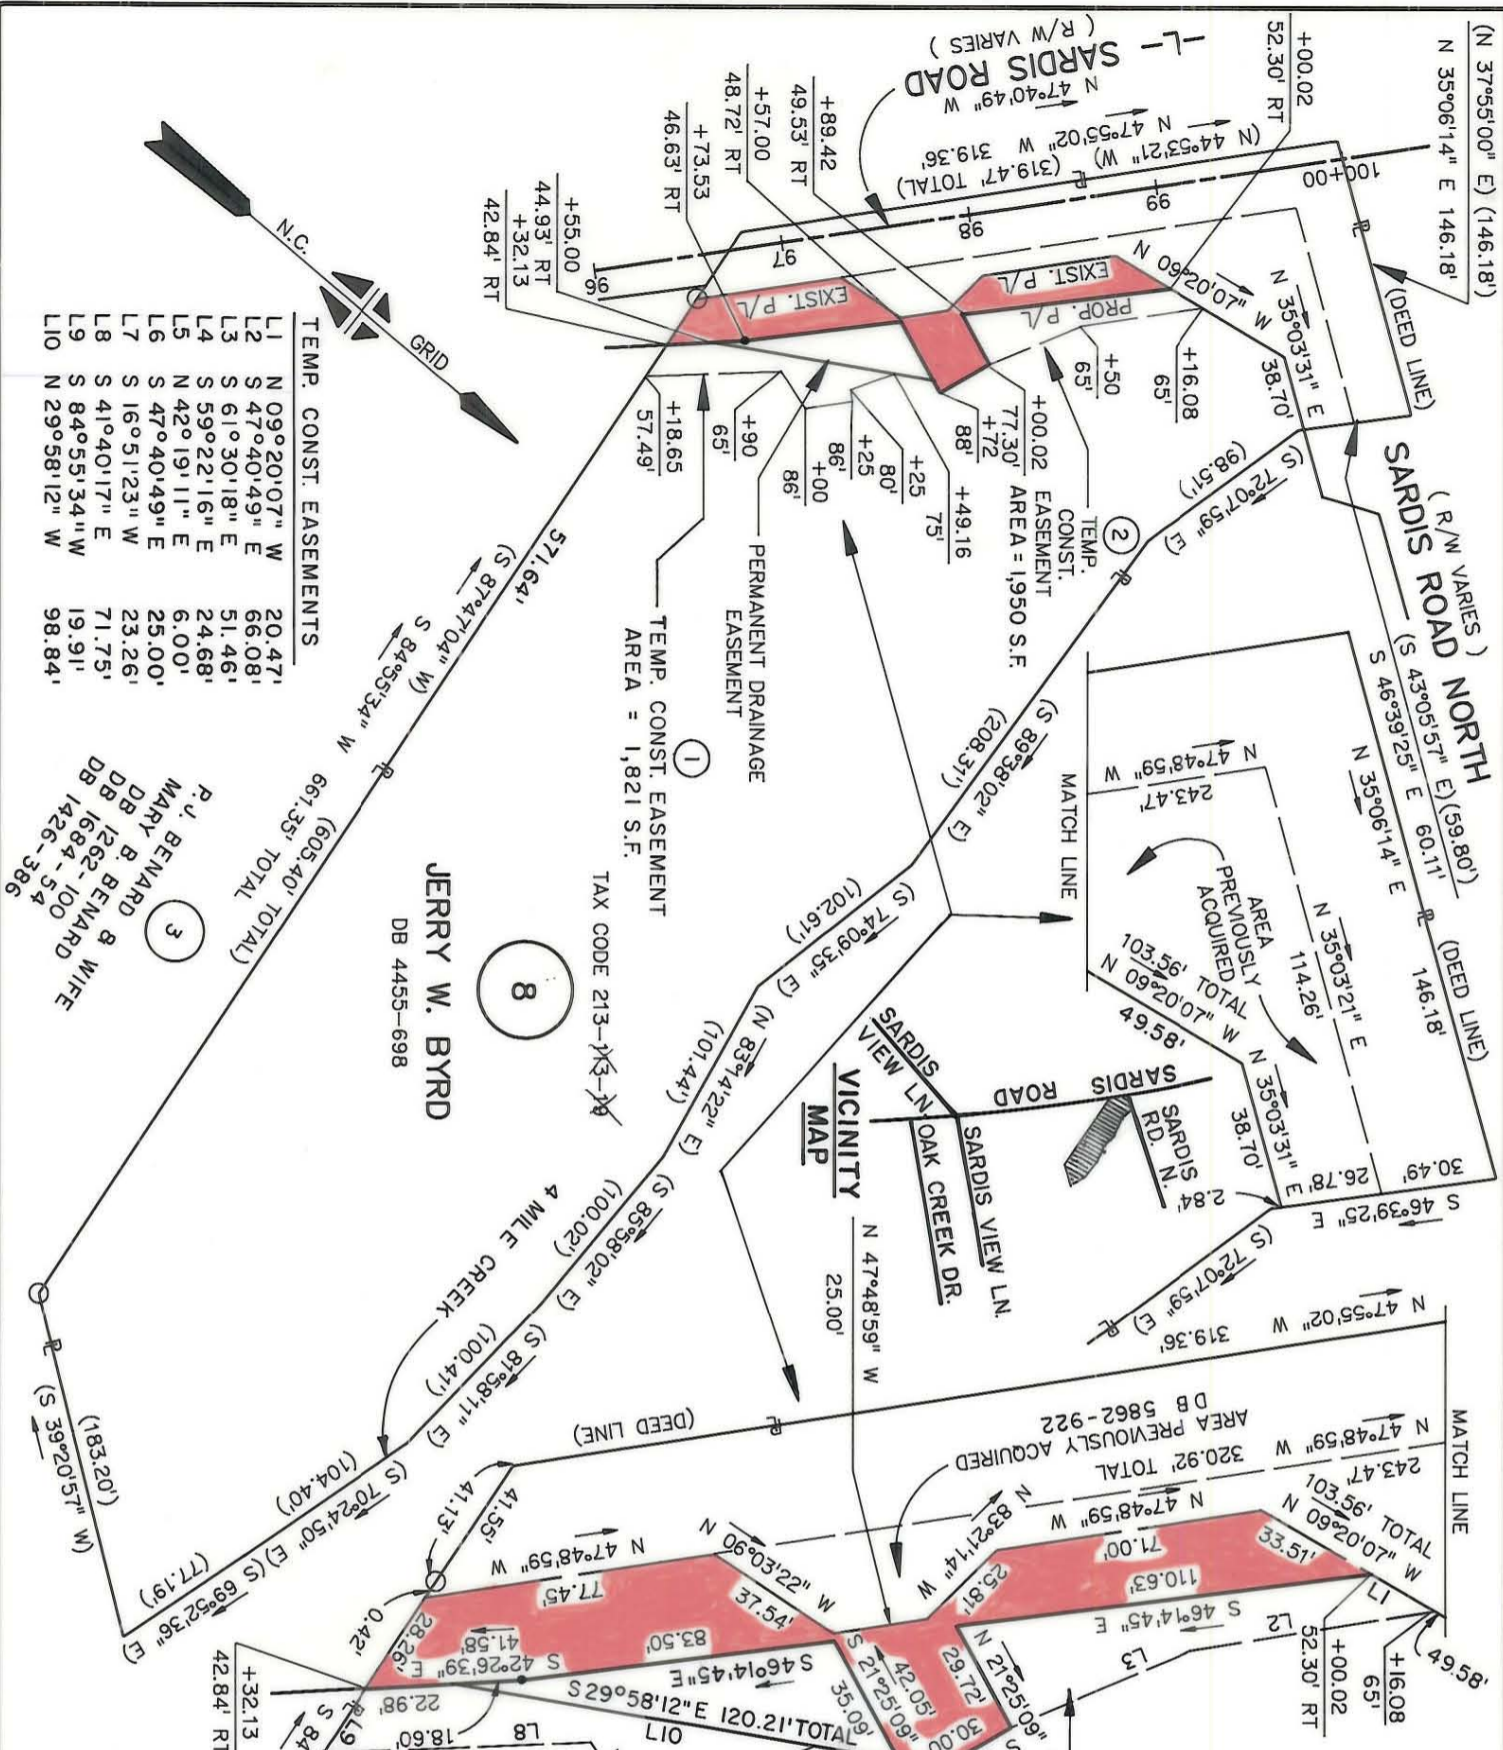 (N 37°55'00" E) (146.18')
N 35°06'14" E 146.18'
+00.02
52.30' RT
-L- SARDIS ROAD
( R/W VARIES )
N 47°40'49" W
N 47°55'02" W 319.36'
(N 44°53'21" W) (319.47' TOTAL)
+89.42
49.53' RT
+57.00
48.72' RT
+73.53
46.63' RT
+55.00
44.93' RT
+32.13
42.84' RT
96
97
98
99
100+00
EXIST. P/L
EXIST. P/L
PROP. P/L
N 09°20'07" W
N 35°03'31" E
38.70'
(DEED LINE)
+16.08
65'
+50
65'
+00.02
77.30'
+72
88'
+49.16
75'
+25
80'
+25
86'
+00
86'
+90
65'
+18.65
57.49'
2
TEMP.
CONST.
EASEMENT
AREA = 1,950 S.F.
PERMANENT DRAINAGE
EASEMENT
1
TEMP. CONST. EASEMENT
AREA = 1,821 S.F.
N.C.
GRID
TEMP. CONST. EASEMENTS
L1 N 09°20'07" W 20.47'
L2 S 47°40'49" E 66.08'
L3 S 61°30'18" E 51.46'
L4 S 59°22'16" E 24.68'
L5 N 42°19'11" E 6.00'
L6 S 47°40'49" E 25.00'
L7 S 16°51'23" W 23.26'
L8 S 41°40'17" E 71.75'
L9 S 84°55'34" W 19.91'
L10 N 29°58'12" W 98.84'
571.64'
(S 87°47'04" W)
S 84°55'34" W
661.35' TOTAL
(605.40' TOTAL)
3
P.J. BENARD & WIFE
MARY B. BENARD
DB 1262-100
DB 1684-54
DB 1426-386
TAX CODE 213-113-19
8
JERRY W. BYRD
DB 4455-698
SARDIS ROAD NORTH
( R/W VARIES )
(S 43°05'57" E) (59.80')
S 46°39'25" E 60.11'
N 35°06'14" E
146.18'
(DEED LINE)
(S 72°07'59" E)
(98.51')
(S 89°38'02" E)
(208.31')
(S 74°09'35" E)
(102.61')
(N 83°14'22" E)
(101.44')
(S 85°58'02" E)
(100.02')
(S 81°58'11" E)
(100.41')
(S 70°24'50" E)
(104.40')
(S 69°52'36" E)
(77.19')
(183.20')
(S 39°20'57" W)
4 MILE CREEK
MATCH LINE
N 47°48'59" W
243.47'
AREA
PREVIOUSLY
ACQUIRED
N 35°03'21" E
114.26'
103.56' TOTAL
N 09°20'07" W
49.58'
N 35°03'31" E
38.70'
26.78'
30.49'
S 46°39'25" E
2.84'
(S 72°07'59" E)
SARDIS
VIEW LN.
SARDIS ROAD
SARDIS
RD. N.
SARDIS VIEW LN.
OAK CREEK DR.
VICINITY
MAP
N 47°48'59" W
25.00'
N 47°55'02" W
319.36'
(DEED LINE)
AREA PREVIOUSLY ACQUIRED
DB 5862-922
N 47°48'59" W
243.47'
320.92' TOTAL
MATCH LINE
103.56' TOTAL
N 09°20'07" W
33.51'
49.58'
N 47°48'59" W
71.00'
110.63'
N 83°21'14" W
25.81'
S 46°14'45" E
L1
L2
L3
+16.08
65'
+00.02
52.30' RT
N 06°03'22" W
37.54'
N 47°48'59" W
77.45'
41.55'
41.13'
0.42'
28.26'
83.50'
41.58'
S 42°26'39" E
22.98'
18.60'
S 46°14'45" E
S 29°58'12" E 120.21' TOTAL
L8
L9
L10
S 21°25'09"
42.05'
35.09'
N 21°25'09"
29.72'
+32.13
42.84' RT
S 84